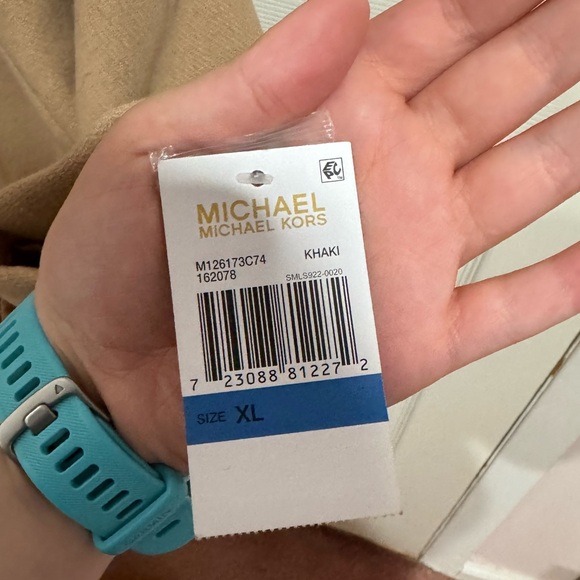 MICHAEL
MICHAEL KORS
M126173C74 KHAKI
162078 SMLS922-0020
7 23088 81227 2
SIZE XL